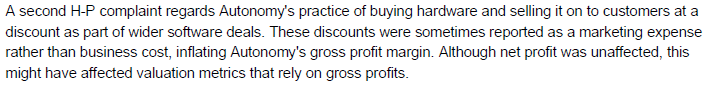 A second H-P complaint regards Autonomy's practice of buying hardware and selling it on to customers at a
discount as part of wider software deals. These discounts were sometimes reported as a marketing expense
rather than business cost, inflating Autonomy's gross profit margin. Although net profit was unaffected, this
might have affected valuation metrics that rely on gross profits.